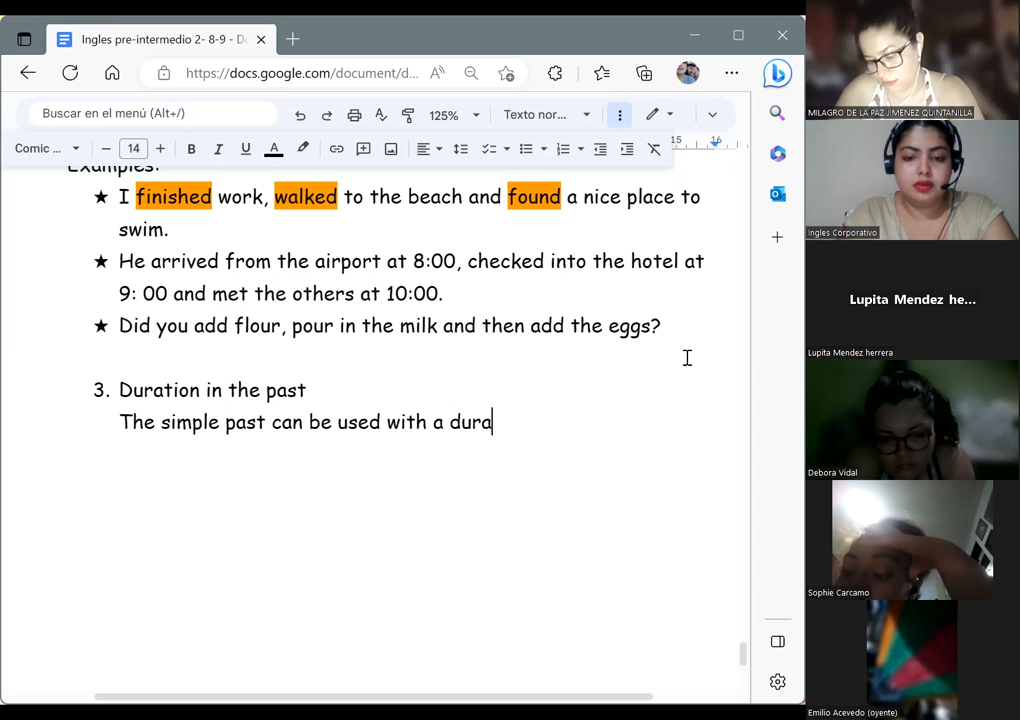 Ingles pre-intermedio 2- 8-9 - Do
https://docs.google.com/document/d...
Buscar en el menú (Alt+/)
125%
Texto nor...
Comic ...
14
B I U A
15 16
Examples:
★ I finished work, walked to the beach and found a nice place to
swim.
★ He arrived from the airport at 8:00, checked into the hotel at
9: 00 and met the others at 10:00.
★ Did you add flour, pour in the milk and then add the eggs?
3. Duration in the past
The simple past can be used with a dura
MILAGRO DE LA PAZ JIMENEZ QUINTANILLA
Ingles Corporativo
Lupita Mendez he...
Lupita Mendez herrera
Debora Vidal
Sophie Carcamo
Emilio Acevedo (oyente)